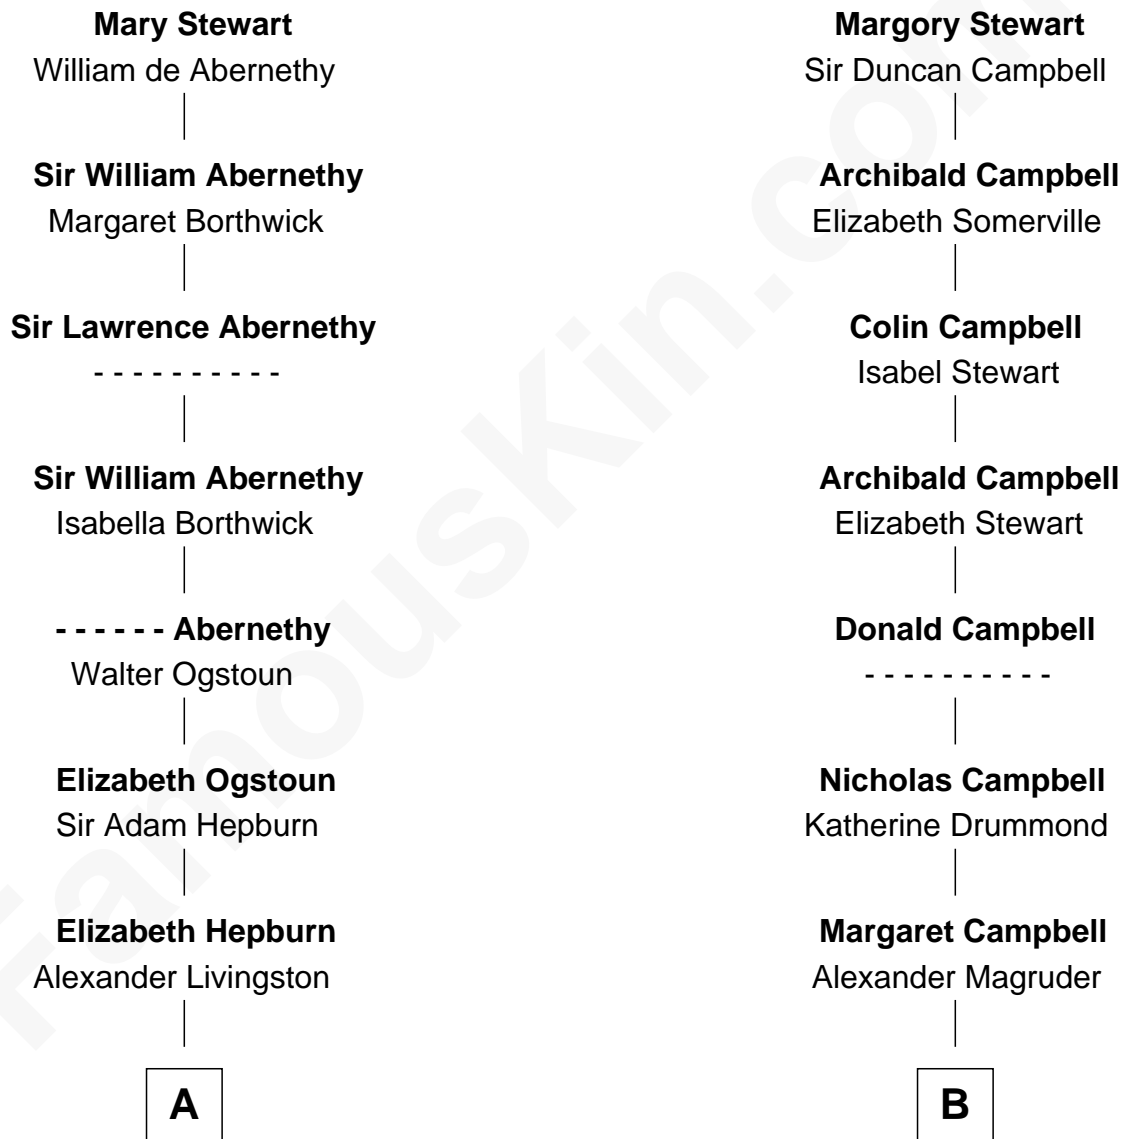 Mary Stewart
William de Abernethy
Sir William Abernethy
Margaret Borthwick
Sir Lawrence Abernethy
- - - - - - - - - -
Sir William Abernethy
Isabella Borthwick
- - - - - - Abernethy
Walter Ogstoun
Elizabeth Ogstoun
Sir Adam Hepburn
Elizabeth Hepburn
Alexander Livingston
A
Margory Stewart
Sir Duncan Campbell
Archibald Campbell
Elizabeth Somerville
Colin Campbell
Isabel Stewart
Archibald Campbell
Elizabeth Stewart
Donald Campbell
- - - - - - - - - -
Nicholas Campbell
Katherine Drummond
Margaret Campbell
Alexander Magruder
B
FamousKin.com